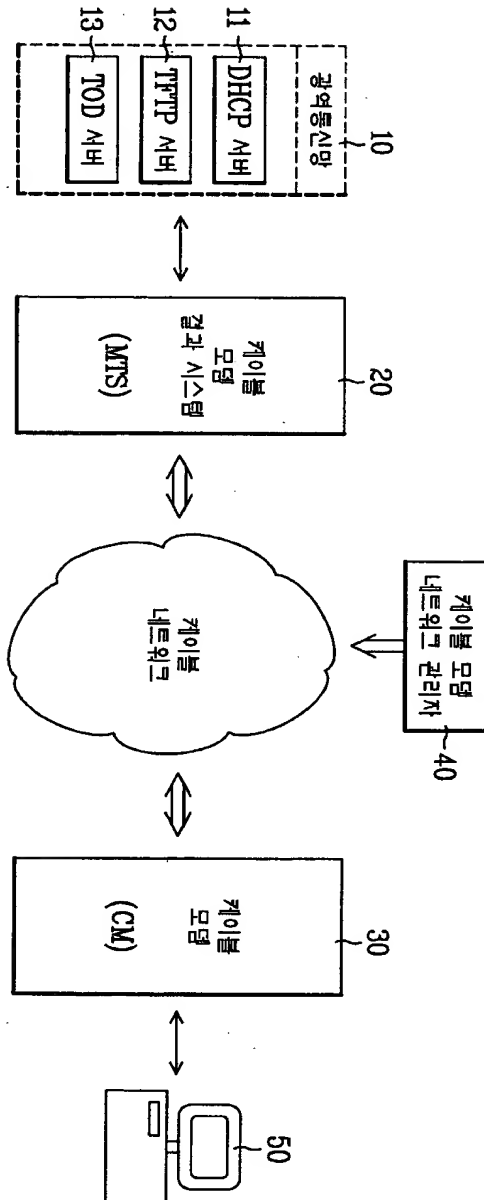 10
광역통신망
11
DHCP 서버
12
TFTP 서버
13
TOD 서버
20
케이블
모뎀
결과 시스템
(MTS)
케이블
네트워크
케이블 모뎀
네트워크 관리자
40
30
케이블
모뎀
(CM)
50